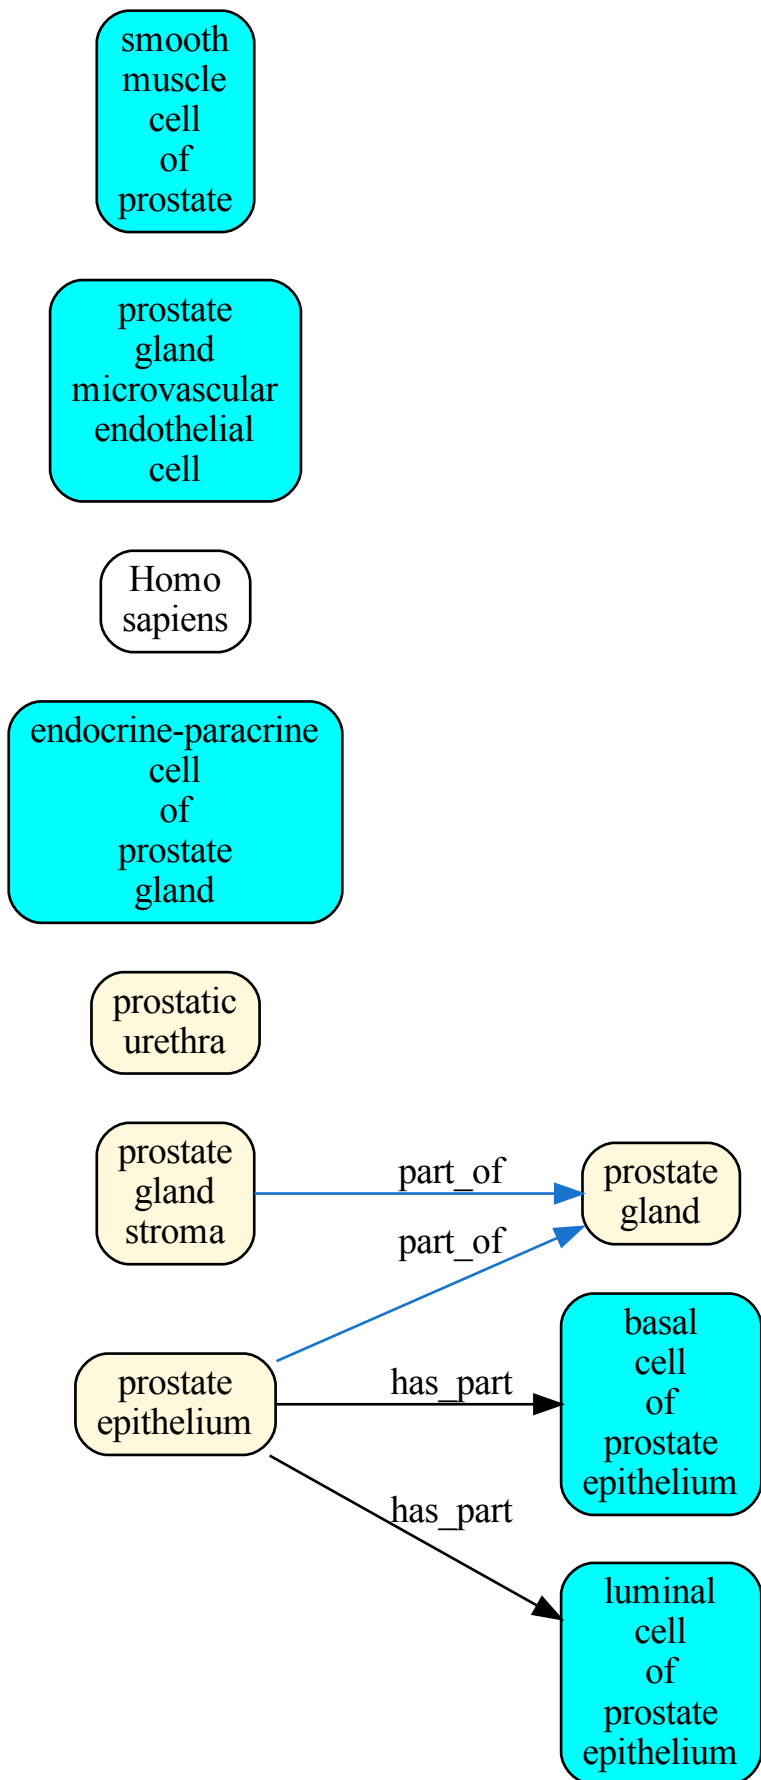 smooth
muscle
cell
of
prostate
prostate
gland
microvascular
endothelial
cell
Homo
sapiens
endocrine-paracrine
cell
of
prostate
gland
prostatic
urethra
prostate
gland
stroma
part_of
prostate
gland
part_of
prostate
epithelium
has_part
basal
cell
of
prostate
epithelium
has_part
luminal
cell
of
prostate
epithelium